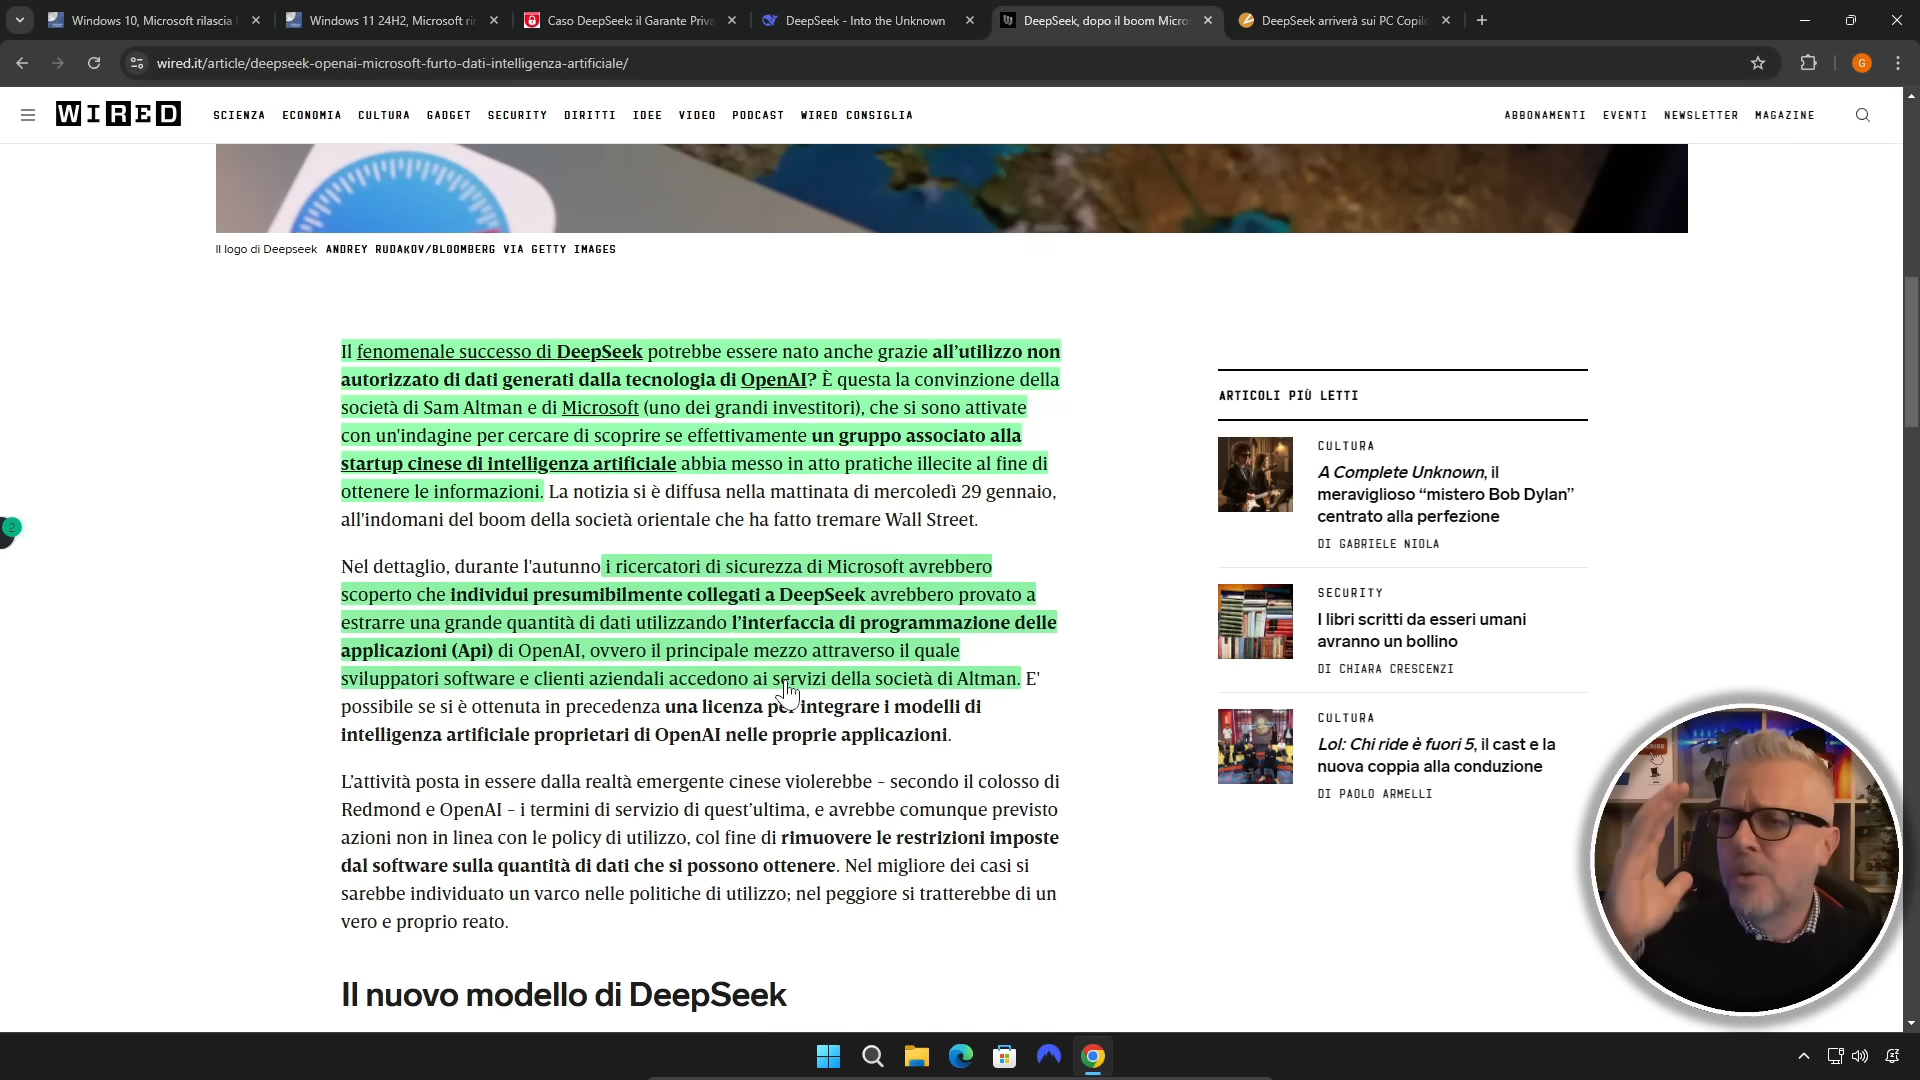 Windows 10, Microsoft rilascia
Windows 11 24H2, Microsoft ri
Caso DeepSeek: il Garante Priva
DeepSeek - Into the Unknown
DeepSeek, dopo il boom Micro
DeepSeek arriverà sui PC Copil
wired.it/article/deepseek-openai-microsoft-furto-dati-intelligenza-artificiale/
G
WIRED
SCIENZA ECONOMIA CULTURA GADGET SECURITY DIRITTI IDEE VIDEO PODCAST WIRED CONSIGLIA
ABBONAMENTI EVENTI NEWSLETTER MAGAZINE
Il logo di Deepseek ANDREY RUDAKOV/BLOOMBERG VIA GETTY IMAGES
Il fenomenale successo di DeepSeek potrebbe essere nato anche grazie all’utilizzo non
autorizzato di dati generati dalla tecnologia di OpenAI? È questa la convinzione della
società di Sam Altman e di Microsoft (uno dei grandi investitori), che si sono attivate
con un'indagine per cercare di scoprire se effettivamente un gruppo associato alla
startup cinese di intelligenza artificiale abbia messo in atto pratiche illecite al fine di
ottenere le informazioni. La notizia si è diffusa nella mattinata di mercoledì 29 gennaio,
all'indomani del boom della società orientale che ha fatto tremare Wall Street.
2
Nel dettaglio, durante l'autunno i ricercatori di sicurezza di Microsoft avrebbero
scoperto che individui presumibilmente collegati a DeepSeek avrebbero provato a
estrarre una grande quantità di dati utilizzando l’interfaccia di programmazione delle
applicazioni (Api) di OpenAI, ovvero il principale mezzo attraverso il quale
sviluppatori software e clienti aziendali accedono ai servizi della società di Altman. E'
possibile se si è ottenuta in precedenza una licenza per integrare i modelli di
intelligenza artificiale proprietari di OpenAI nelle proprie applicazioni.
L’attività posta in essere dalla realtà emergente cinese violerebbe – secondo il colosso di
Redmond e OpenAI – i termini di servizio di quest’ultima, e avrebbe comunque previsto
azioni non in linea con le policy di utilizzo, col fine di rimuovere le restrizioni imposte
dal software sulla quantità di dati che si possono ottenere. Nel migliore dei casi si
sarebbe individuato un varco nelle politiche di utilizzo; nel peggiore si tratterebbe di un
vero e proprio reato.
Il nuovo modello di DeepSeek
ARTICOLI PIÙ LETTI
CULTURA
A Complete Unknown, il
meraviglioso “mistero Bob Dylan”
centrato alla perfezione
DI GABRIELE NIOLA
SECURITY
I libri scritti da esseri umani
avranno un bollino
DI CHIARA CRESCENZI
CULTURA
Lol: Chi ride è fuori 5, il cast e la
nuova coppia alla conduzione
DI PAOLO ARMELLI